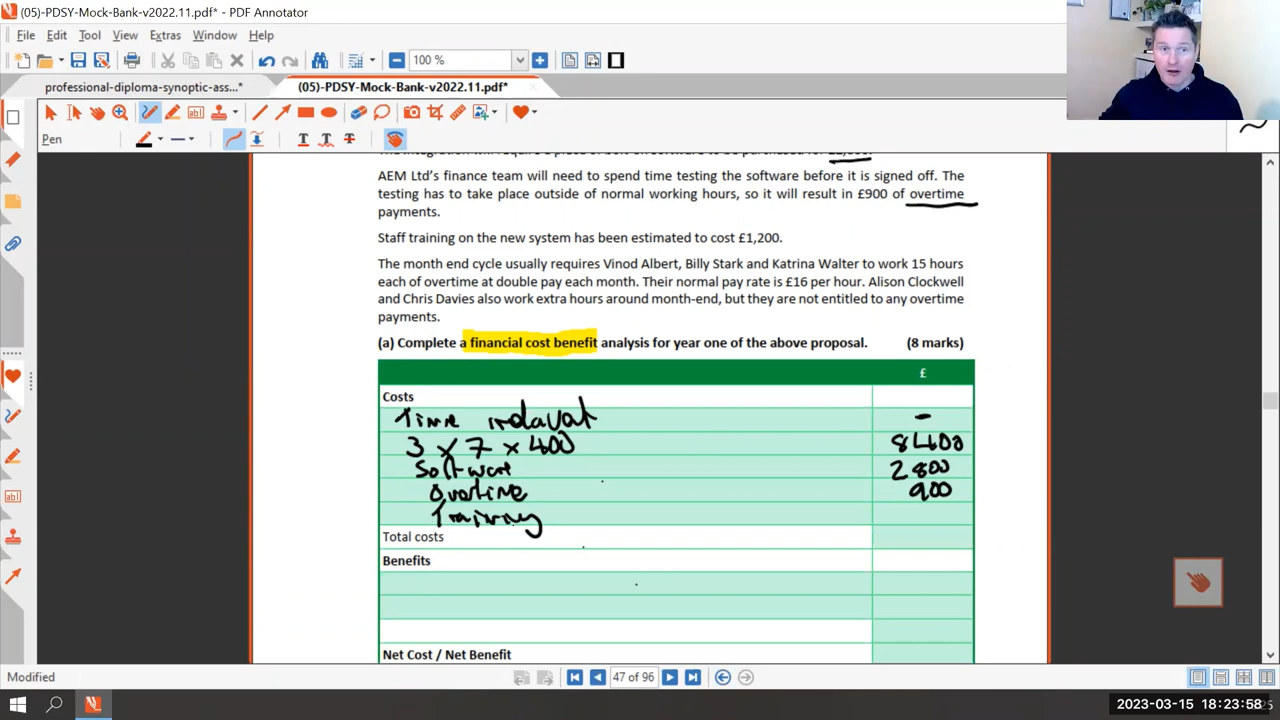 (05)-PDSY-Mock-Bank-v2022.11.pdf* - PDF Annotator
File Edit Tool View Extras Window Help
100 %
professional-diploma-synoptic-ass...* (05)-PDSY-Mock-Bank-v2022.11.pdf*
Pen
AEM Ltd's finance team will need to spend time testing the software before it is signed off. The
testing has to take place outside of normal working hours, so it will result in £900 of overtime
payments.
Staff training on the new system has been estimated to cost £1,200.
The month end cycle usually requires Vinod Albert, Billy Stark and Katrina Walter to work 15 hours
each of overtime at double pay each month. Their normal pay rate is £16 per hour. Alison Clockwell
and Chris Davies also work extra hours around month-end, but they are not entitled to any overtime
payments.
(a) Complete a financial cost benefit analysis for year one of the above proposal. (8 marks)
£
Costs
Time -
3 x 7 x 400 8400
Software 2800
Overtime 900
Training
Total costs
Benefits
Net Cost / Net Benefit
Modified 47 of 96
2023-03-15 18:23:58